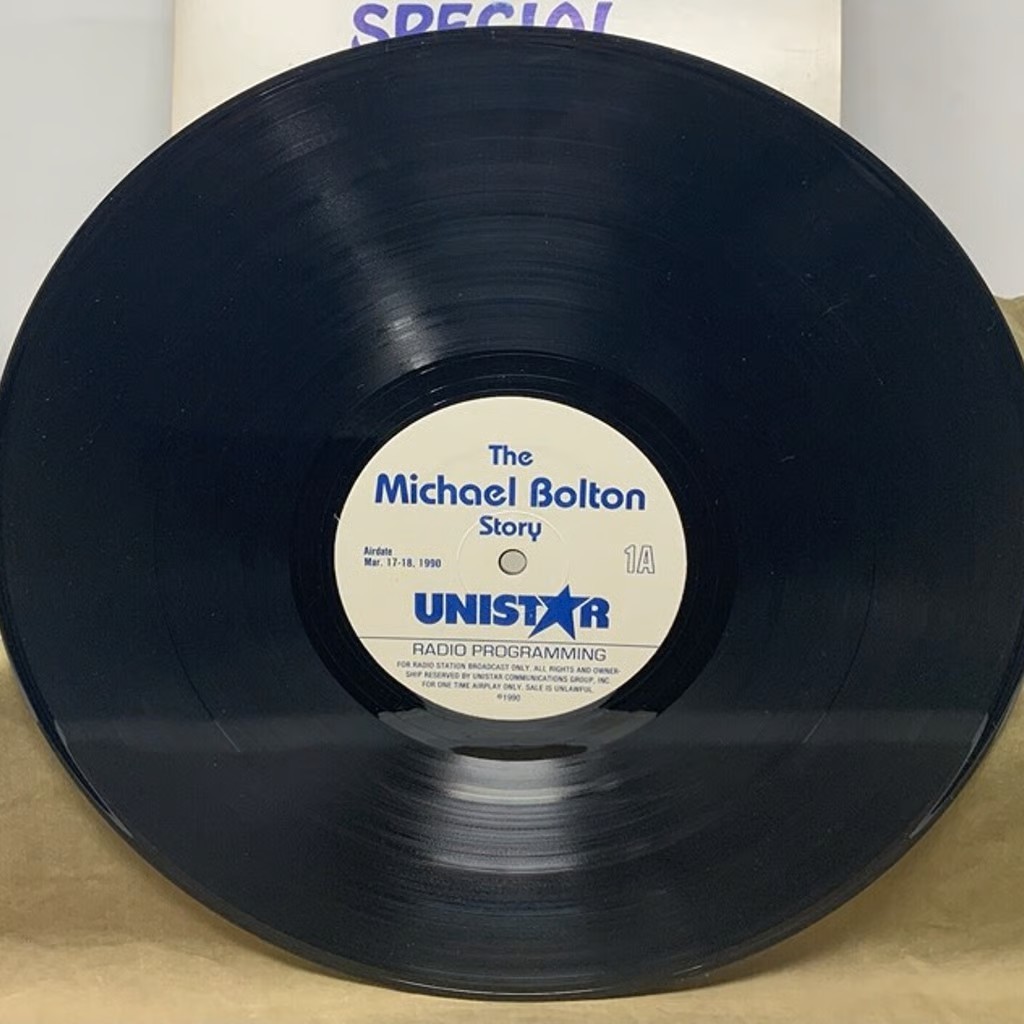 SPECIAL
The
Michael Bolton
Story
Airdate
Mar. 17-18, 1990
1A
UNISTAR
RADIO PROGRAMMING
FOR RADIO STATION BROADCAST ONLY. ALL RIGHTS AND OWNER-
SHIP RESERVED BY UNISTAR COMMUNICATIONS GROUP, INC.
FOR ONE TIME AIRPLAY ONLY. SALE IS UNLAWFUL.
℗1990